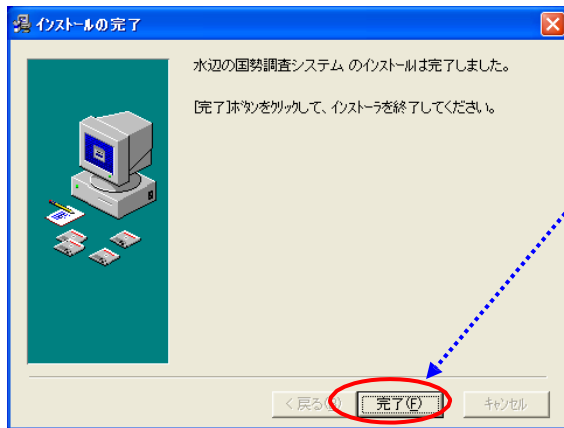 インストールの完了
水辺の国勢調査システム のインストールは完了しました。
[完了]ボタンをクリックして、インストーラを終了してください。
< 戻る(B)
完了(F)
キャンセル